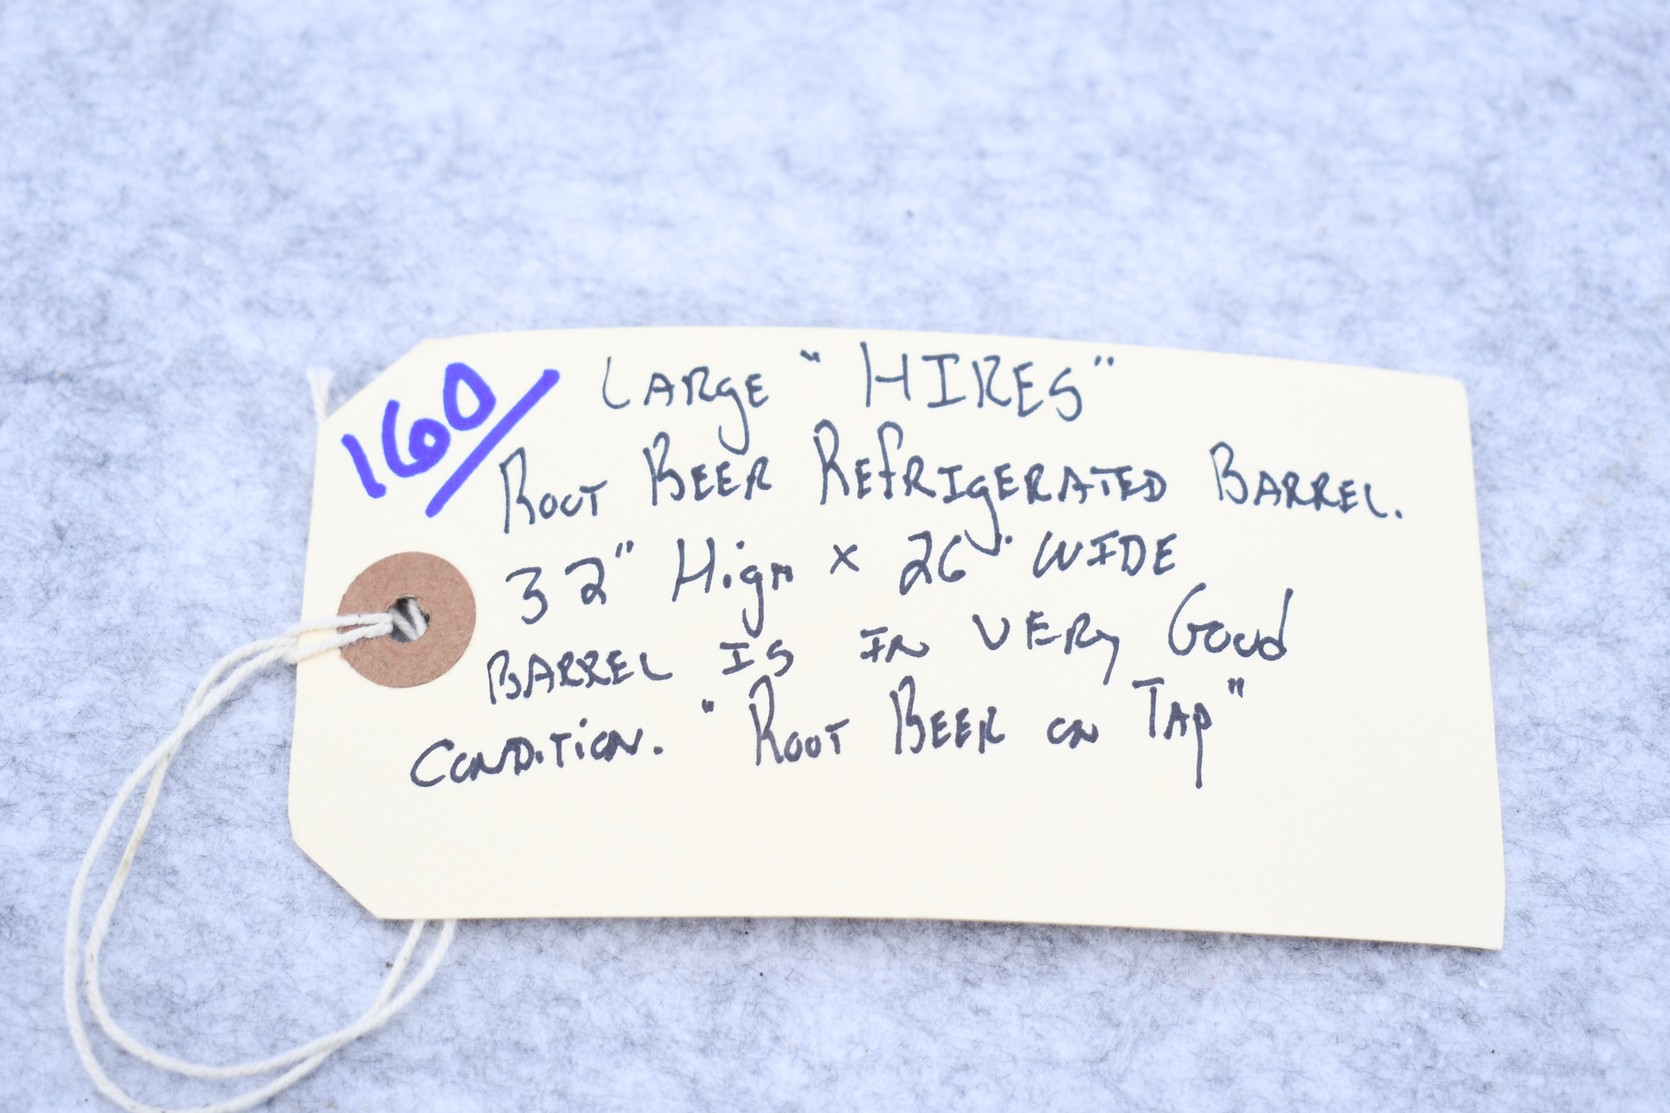 160
LARgE "HIRES"
ROOT BEER REfRIgERATED BARREL.
32" High x 26" WIDE
BARREL IS IN VERy Good
CONDiTiON. "ROOT BEER ON TAP"